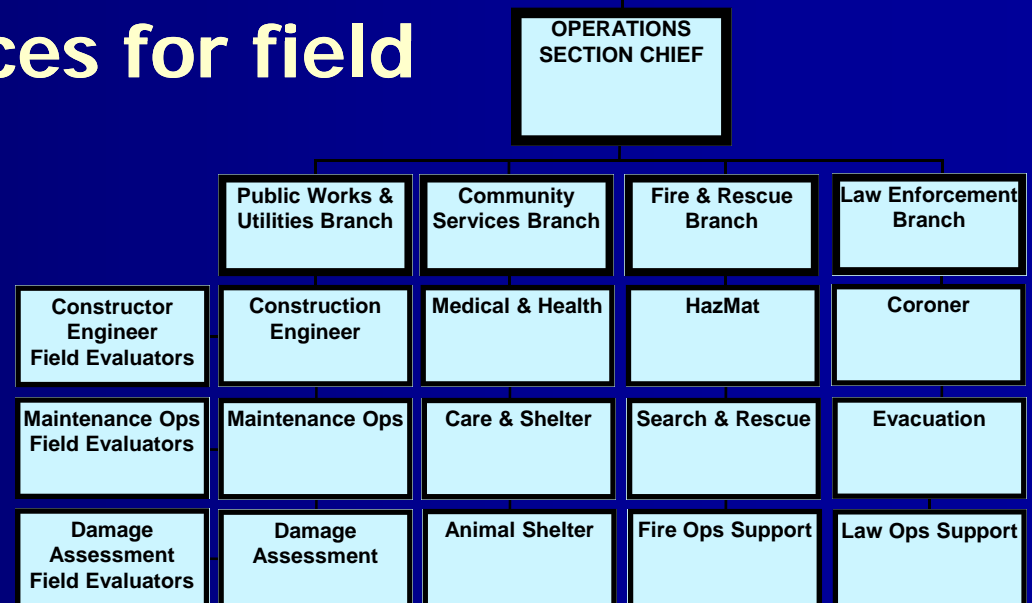 ces for field
OPERATIONS
SECTION CHIEF
Public Works &
Utilities Branch
Community
Services Branch
Fire & Rescue
Branch
Law Enforcement
Branch
Constructor
Engineer
Field Evaluators
Construction
Engineer
Medical & Health
HazMat
Coroner
Maintenance Ops
Field Evaluators
Maintenance Ops
Care & Shelter
Search & Rescue
Evacuation
Damage
Assessment
Field Evaluators
Damage
Assessment
Animal Shelter
Fire Ops Support
Law Ops Support